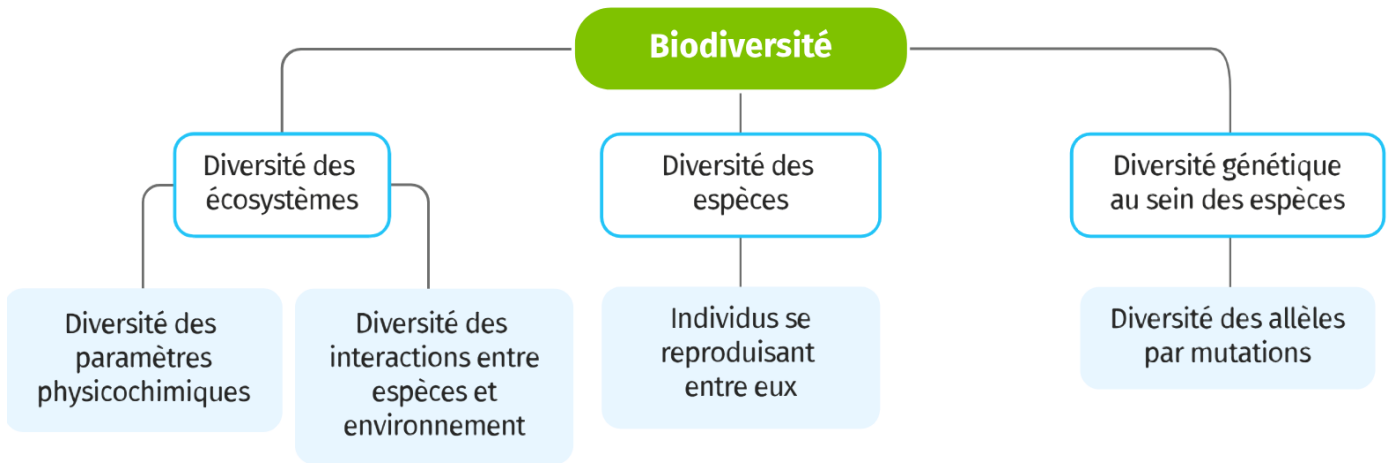 Biodiversité
Diversité des
écosystèmes
Diversité des
espèces
Diversité génétique
au sein des espèces
Diversité des
paramètres
physicochimiques
Diversité des
interactions entre
espèces et
environnement
Individus se
reproduisant
entre eux
Diversité des allèles
par mutations